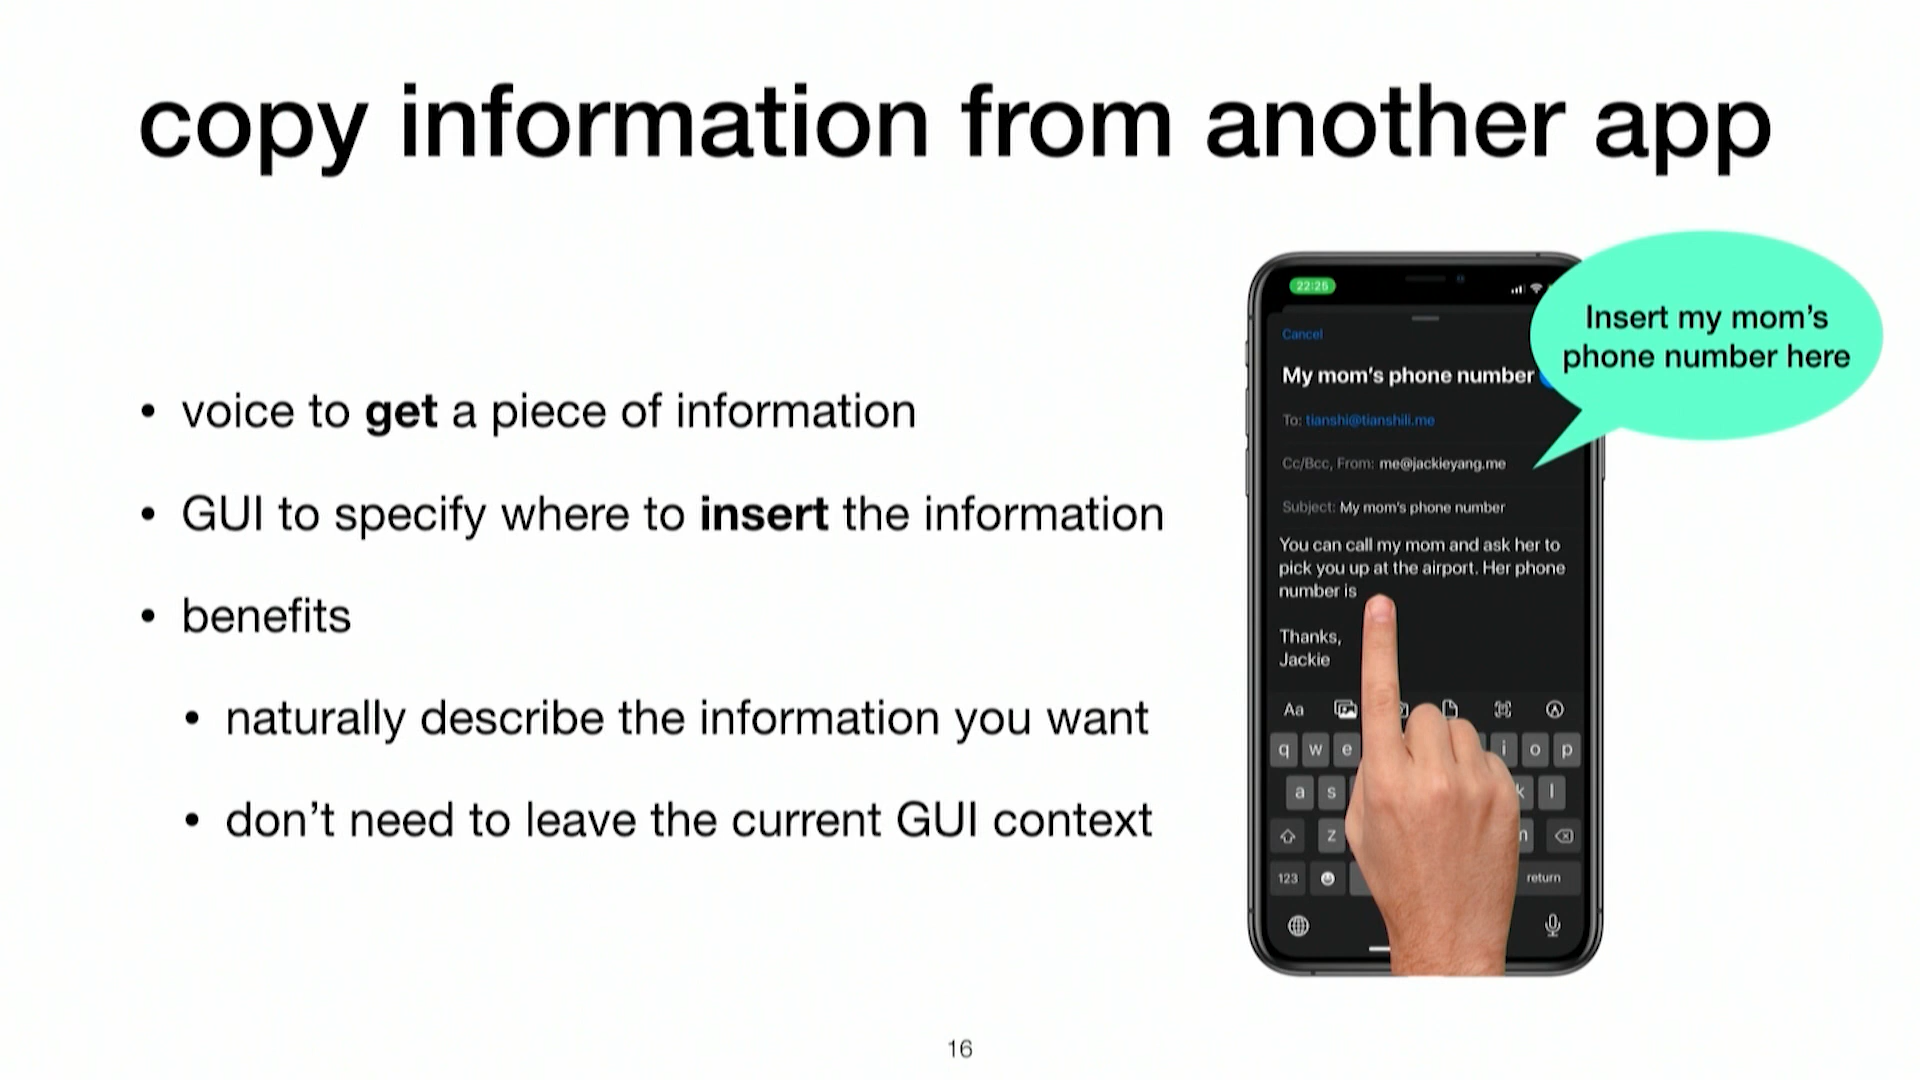 copy information from another app
• voice to get a piece of information
• GUI to specify where to insert the information
• benefits
• naturally describe the information you want
• don't need to leave the current GUI context
22:25
Cancel
My mom's phone number
To: tianshi@tianshili.me
Cc/Bcc, From: me@jackieyang.me
Subject: My mom's phone number
You can call my mom and ask her to
pick you up at the airport. Her phone
number is
Thanks,
Jackie
Aa
q w e i o p
a s k l
z m
123 return
Insert my mom's
phone number here
16